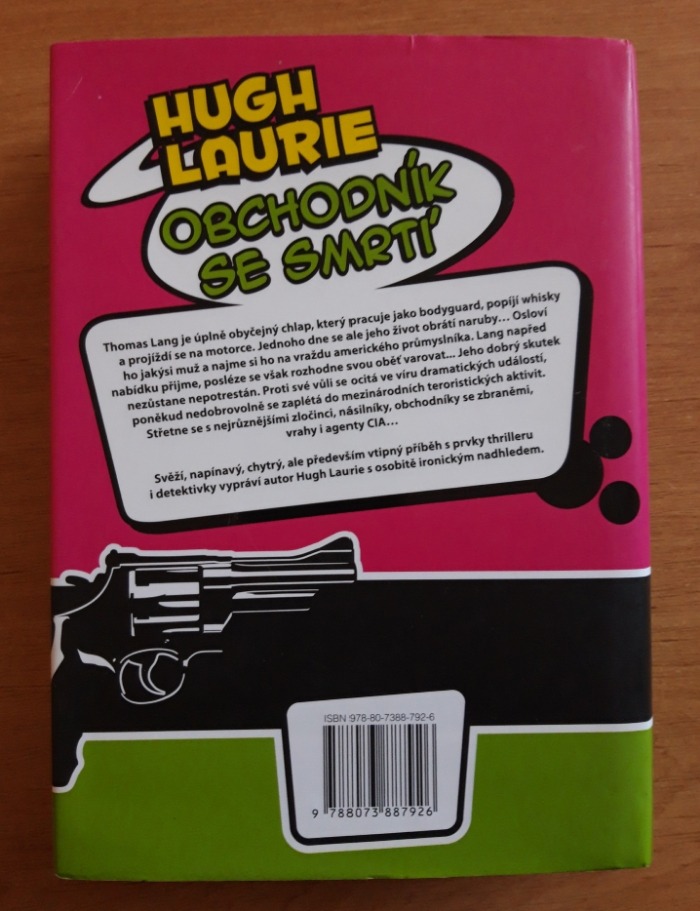 HUGH
LAURIE
OBCHODNÍK
SE SMRTÍ
Thomas Lang je úplně obyčejný chlap, který pracuje jako bodyguard, popíjí whisky
a projíždí se na motorce. Jednoho dne se ale jeho život obrátí naruby... Osloví
ho jakýsi muž a najme si ho na vraždu amerického průmyslníka. Lang napřed
nabídku přijme, posléze se však rozhodne svou oběť varovat... Jeho dobrý skutek
nezůstane nepotrestán. Proti své vůli se ocitá ve víru dramatických událostí,
poněkud nedobrovolně se zaplétá do mezinárodních teroristických aktivit.
Střetne se s nejrůznějšími zločinci, násilníky, obchodníky se zbraněmi,
vrahy i agenty CIA...
Svěží, napínavý, chytrý, ale především vtipný příběh s prvky thrilleru
i detektivky vypráví autor Hugh Laurie s osobitě ironickým nadhledem.
ISBN 978-80-7388-792-6
9 788073 887926